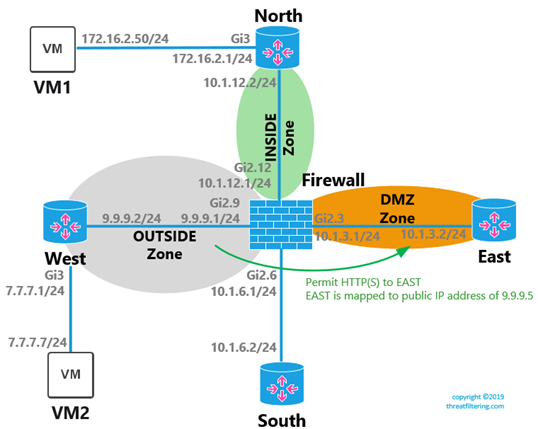 North
172.16.2.50/24
Gi3
VM
VM1
172.16.2.1/24
10.1.12.2/24
INSIDE
Zone
Gi2.12
10.1.12.1/24
Firewall
Gi2.9
DMZ
Zone
9.9.9.2/24
9.9.9.1/24
Gi2.3
10.1.3.1/24
10.1.3.2/24
OUTSIDE
Zone
West
East
Gi3
7.7.7.1/24
Gi2.6
10.1.6.1/24
Permit HTTP(S) to EAST
EAST is mapped to public IP address of 9.9.9.5
7.7.7.7/24
10.1.6.2/24
VM
VM2
South
copyright ©2019
threatfiltering.com